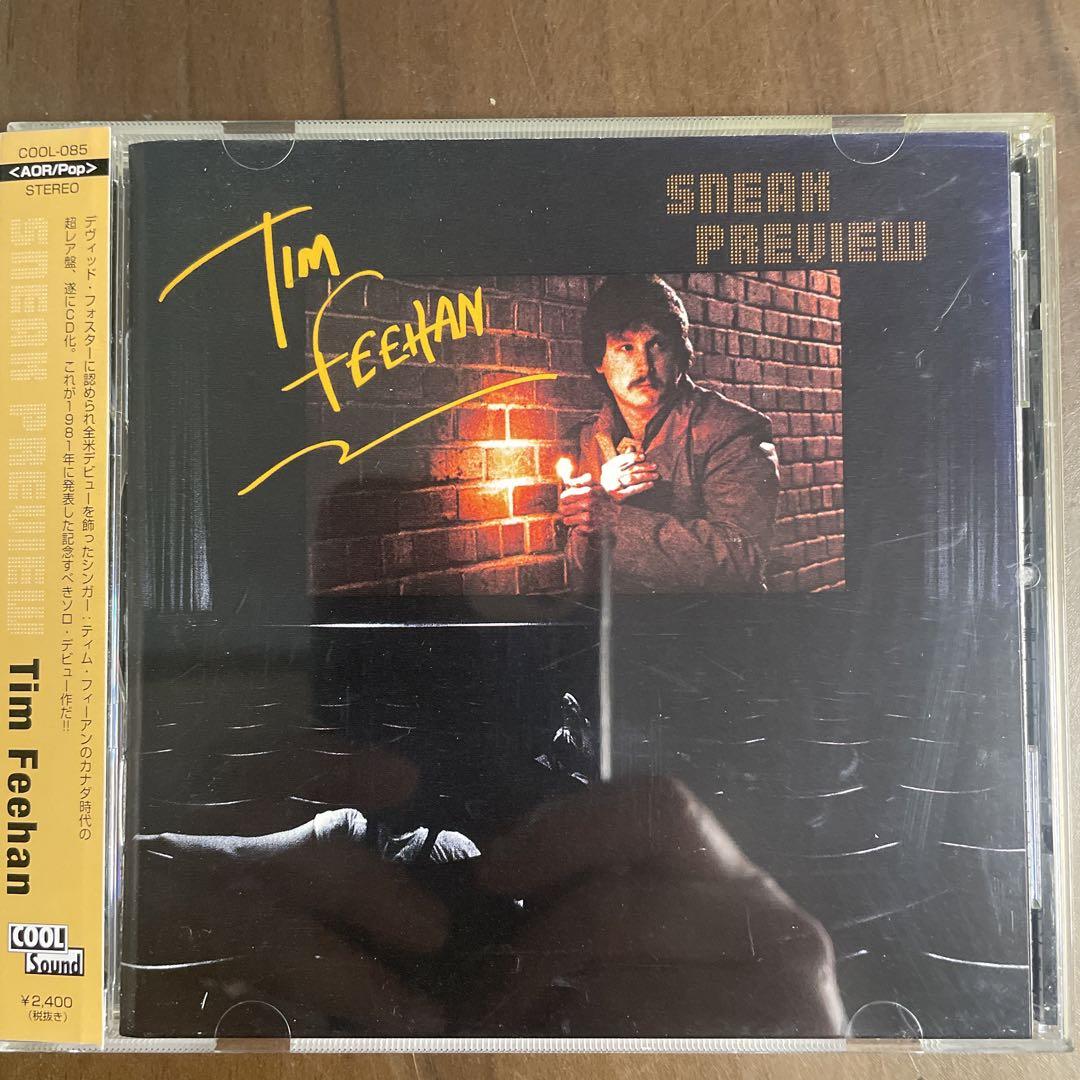 COOL-085
<AOR/Pop>
STEREO
デヴィッド・フォスターに認められ全米デビューを飾ったシンガー：ティム・フィーアンのカナダ時代の
超レア盤、遂にCD化。これが1981年に発表した記念すべきソロ・デビュー作だ!!
SNEAK PREVIEW
Tim Feehan
COOL
Sound
¥2,400
(税抜き)
TIM
FEEHAN
SNEAK
PREVIEW